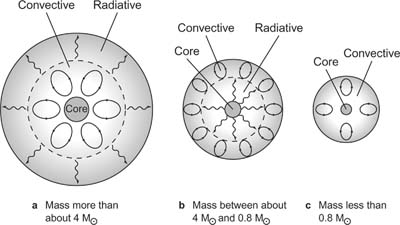 Convective
Radiative
Core
Convective
Core
Radiative
Core
Convective
a Mass more than
about 4 M☉
b Mass between about
4 M☉ and 0.8 M☉
c Mass less than
0.8 M☉